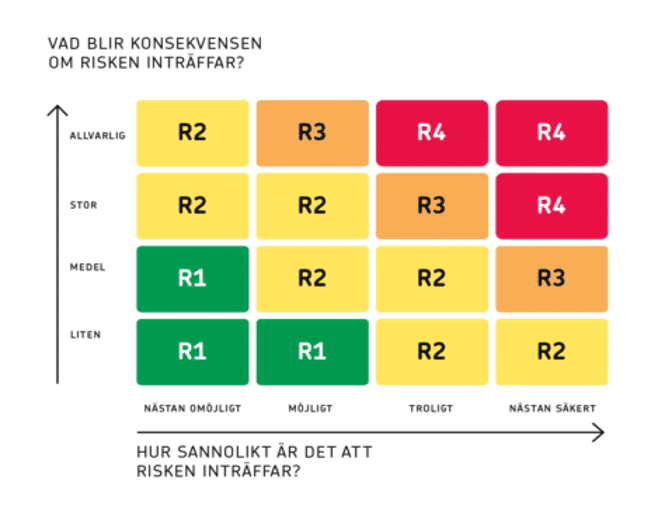 VAD BLIR KONSEKVENSEN
OM RISKEN INTRÄFFAR?
ALLVARLIG R2 R3 R4 R4
STOR R2 R2 R3 R4
MEDEL R1 R2 R2 R3
LITEN R1 R1 R2 R2
NÄSTAN OMÖJLIGT MÖJLIGT TROLIGT NÄSTAN SÄKERT
HUR SANNOLIKT ÄR DET ATT
RISKEN INTRÄFFAR?